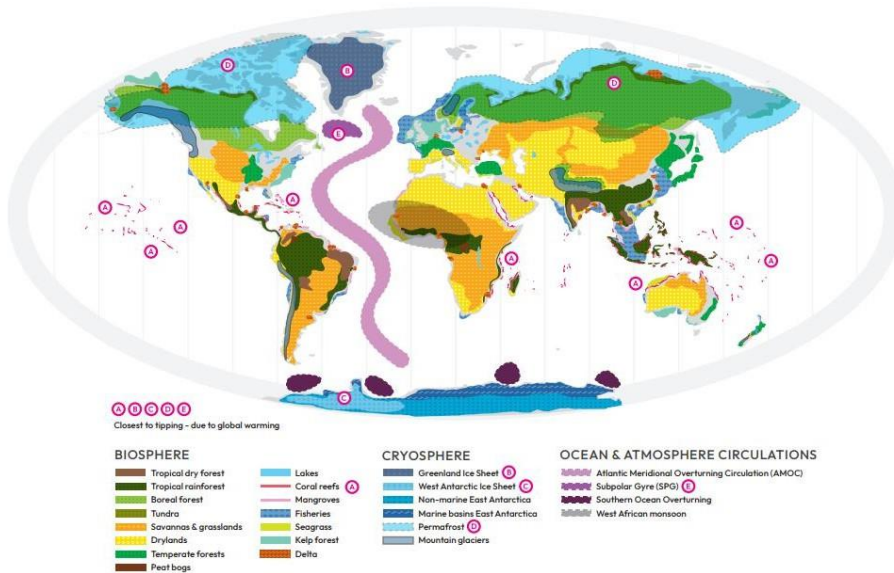 D
B
D
E
A
A
A
A
A
A
A
A
C
A B C D E
Closest to tipping - due to global warming
BIOSPHERE
Tropical dry forest
Tropical rainforest
Boreal forest
Tundra
Savannas & grasslands
Drylands
Temperate forests
Peat bogs
Lakes
Coral reefs A
Mangroves
Fisheries
Seagrass
Kelp forest
Delta
CRYOSPHERE
Greenland Ice Sheet B
West Antarctic Ice Sheet C
Non-marine East Antarctica
Marine basins East Antarctica
Permafrost D
Mountain glaciers
OCEAN & ATMOSPHERE CIRCULATIONS
Atlantic Meridional Overturning Circulation (AMOC)
Subpolar Gyre (SPG) E
Southern Ocean Overturning
West African monsoon